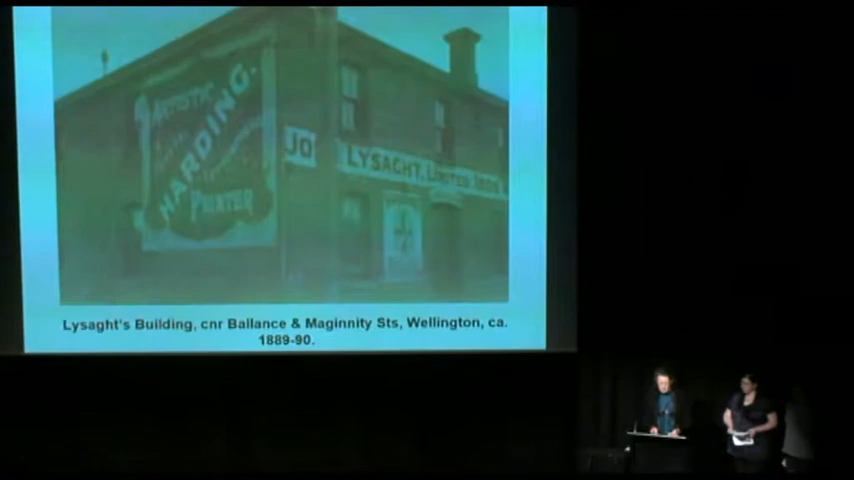 ARTISTIC
HARDING.
PRINTER
JO
LYSAGHT, LIMITED. IRON
Lysaght's Building, cnr Ballance & Maginnity Sts, Wellington, ca.
1889-90.